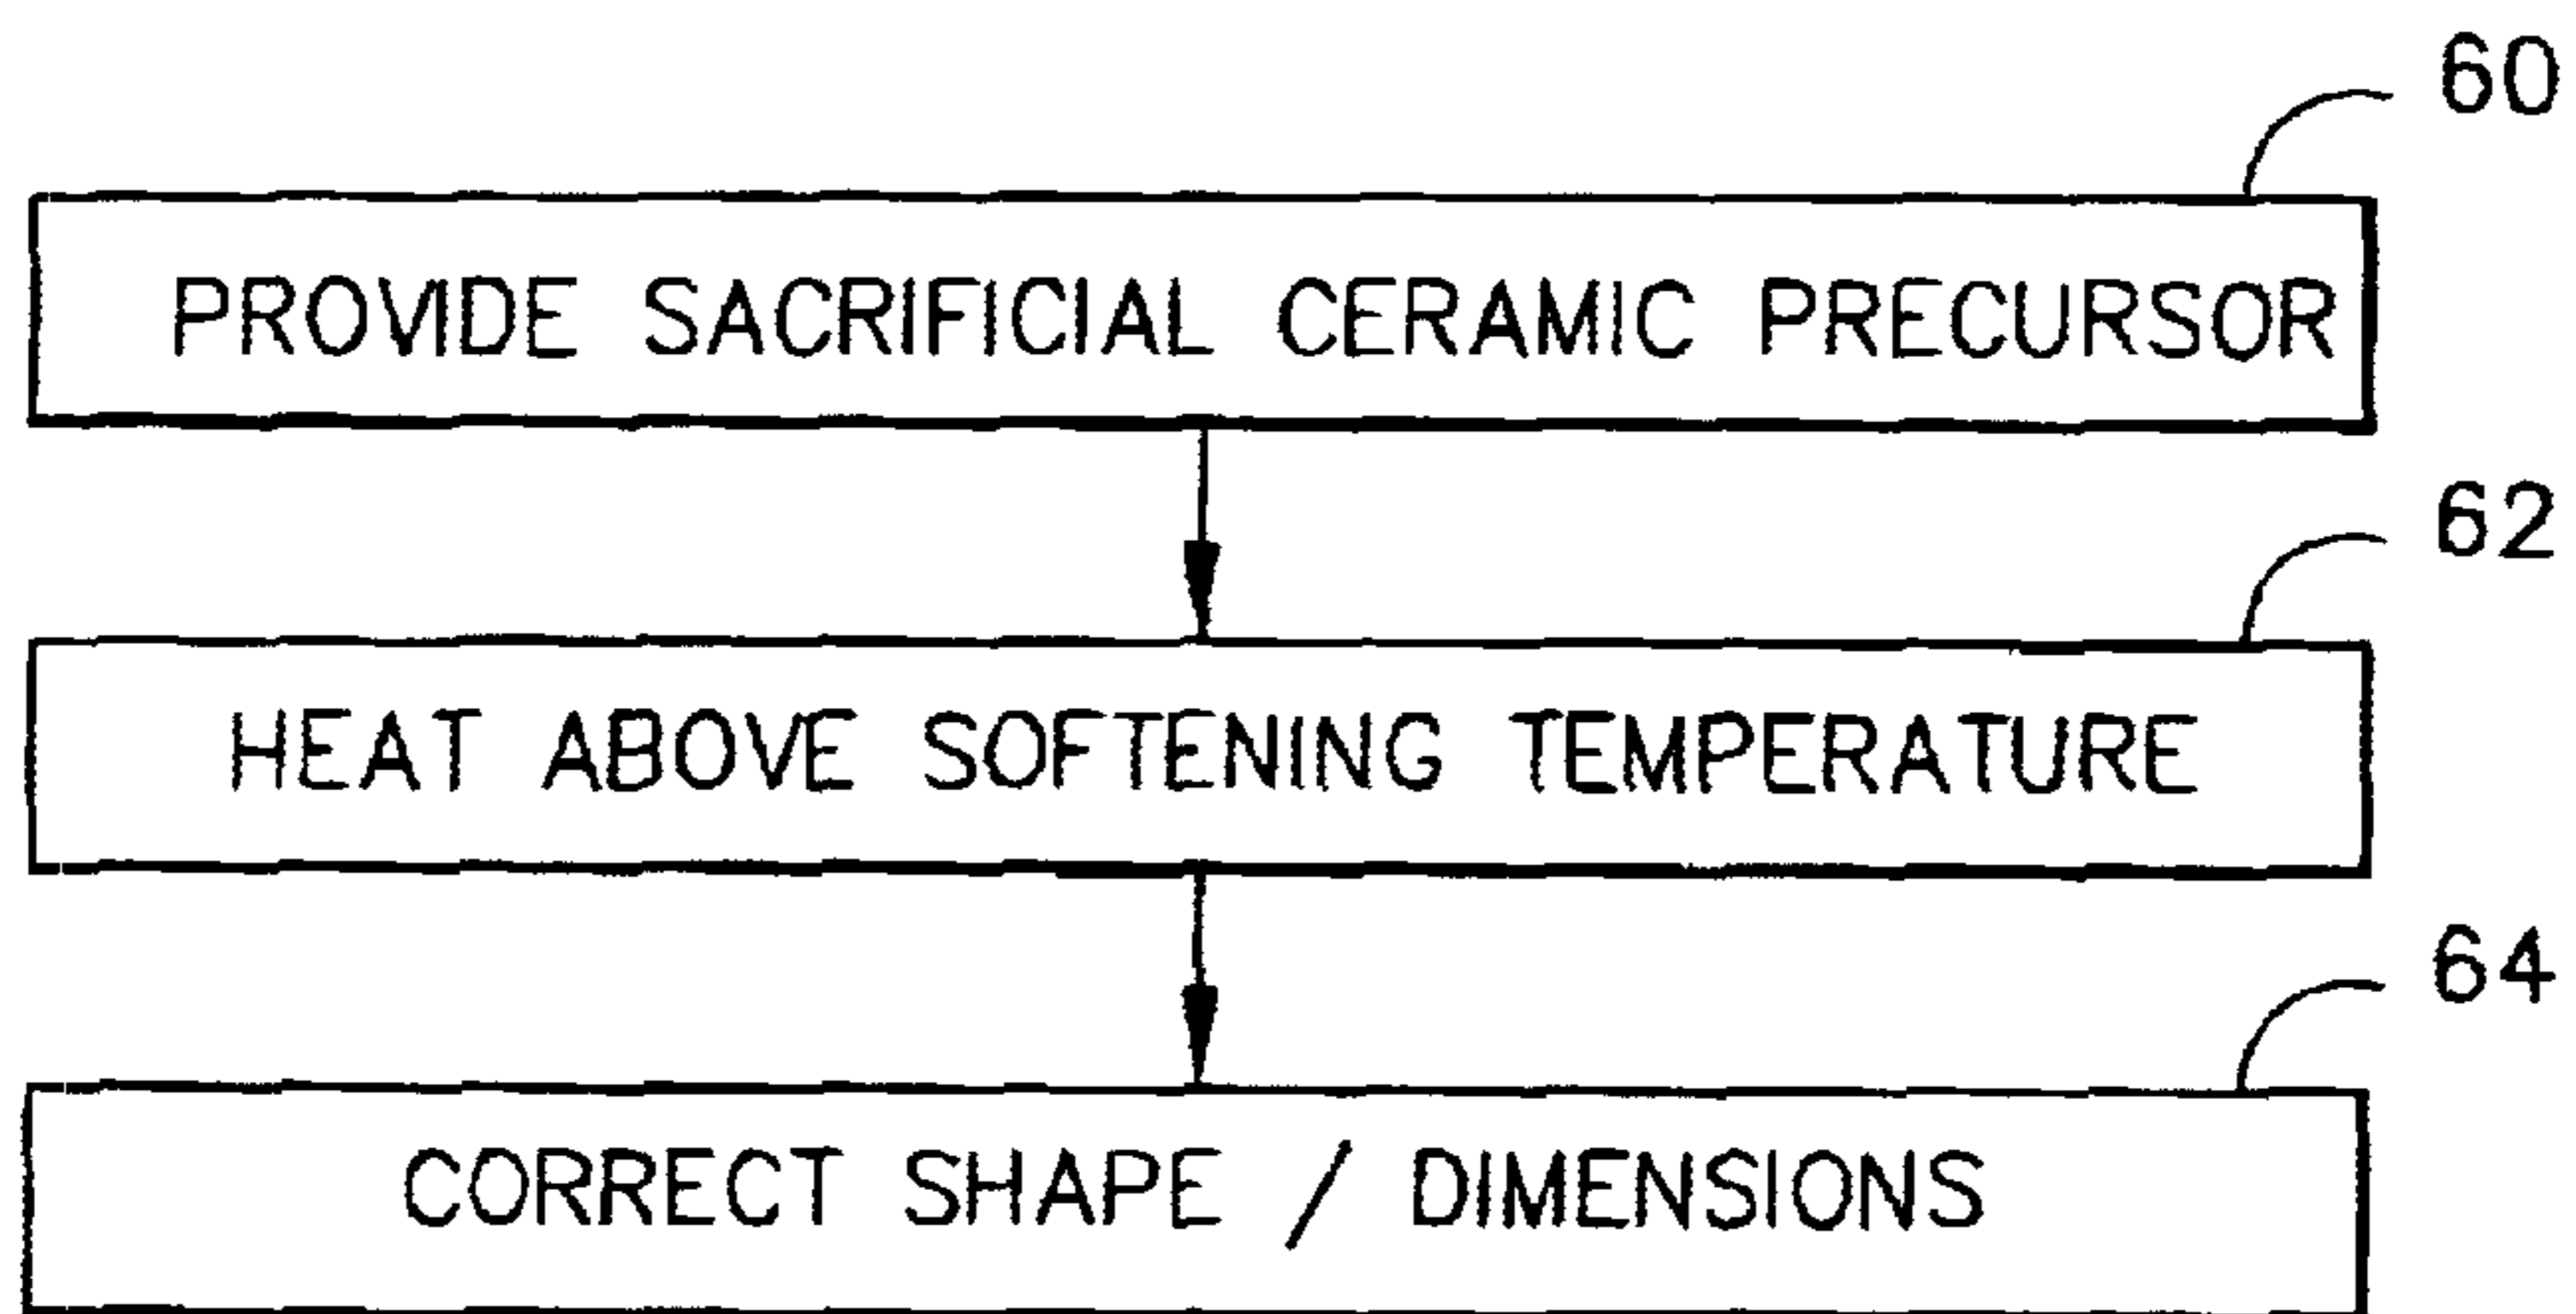 60
PROVIDE SACRIFICIAL CERAMIC PRECURSOR
62
HEAT ABOVE SOFTENING TEMPERATURE
64
CORRECT SHAPE / DIMENSIONS